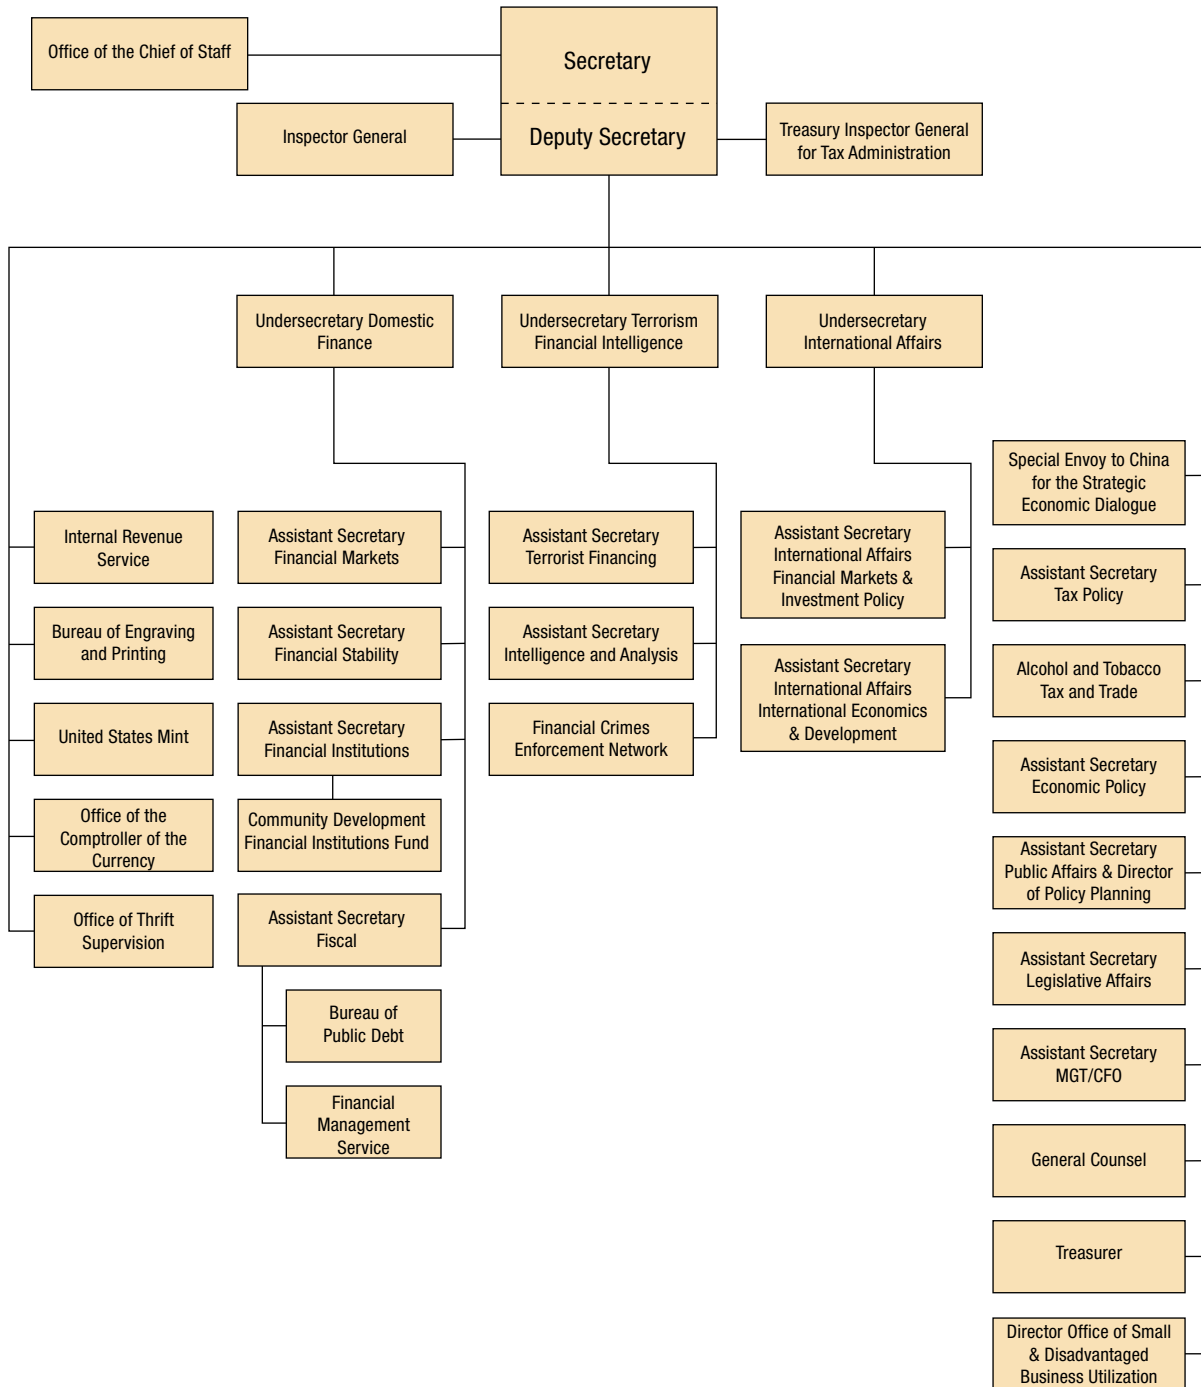 Office of the Chief of Staff
Secretary
Deputy Secretary
Inspector General
Treasury Inspector General
for Tax Administration
Undersecretary Domestic
Finance
Undersecretary Terrorism
Financial Intelligence
Undersecretary
International Affairs
Internal Revenue
Service
Bureau of Engraving
and Printing
United States Mint
Office of the
Comptroller of the
Currency
Office of Thrift
Supervision
Assistant Secretary
Financial Markets
Assistant Secretary
Financial Stability
Assistant Secretary
Financial Institutions
Community Development
Financial Institutions Fund
Assistant Secretary
Fiscal
Bureau of
Public Debt
Financial
Management
Service
Assistant Secretary
Terrorist Financing
Assistant Secretary
Intelligence and Analysis
Financial Crimes
Enforcement Network
Assistant Secretary
International Affairs
Financial Markets &
Investment Policy
Assistant Secretary
International Affairs
International Economics
& Development
Special Envoy to China
for the Strategic
Economic Dialogue
Assistant Secretary
Tax Policy
Alcohol and Tobacco
Tax and Trade
Assistant Secretary
Economic Policy
Assistant Secretary
Public Affairs & Director
of Policy Planning
Assistant Secretary
Legislative Affairs
Assistant Secretary
MGT/CFO
General Counsel
Treasurer
Director Office of Small
& Disadvantaged
Business Utilization